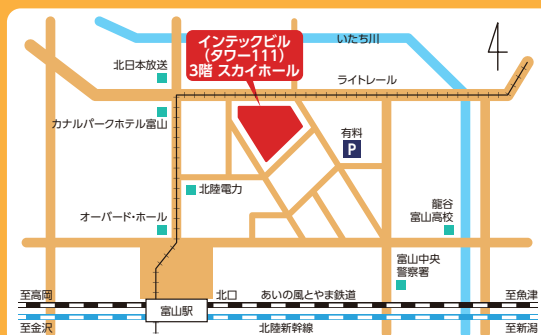 インテックビル
(タワー111)
3階 スカイホール
いたち川
北日本放送
ライトレール
カナルパークホテル富山
有料
P
北陸電力
龍谷
富山高校
オーバード・ホール
富山中央
警察署
至高岡
北口
あいの風とやま鉄道
至魚津
富山駅
至金沢
北陸新幹線
至新潟